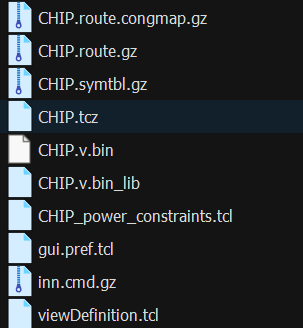 CHIP.route.congmap.gz
CHIP.route.gz
CHIP.symtbl.gz
CHIP.tcz
CHIP.v.bin
CHIP.v.bin_lib
CHIP_power_constraints.tcl
gui.pref.tcl
inn.cmd.gz
viewDefinition.tcl